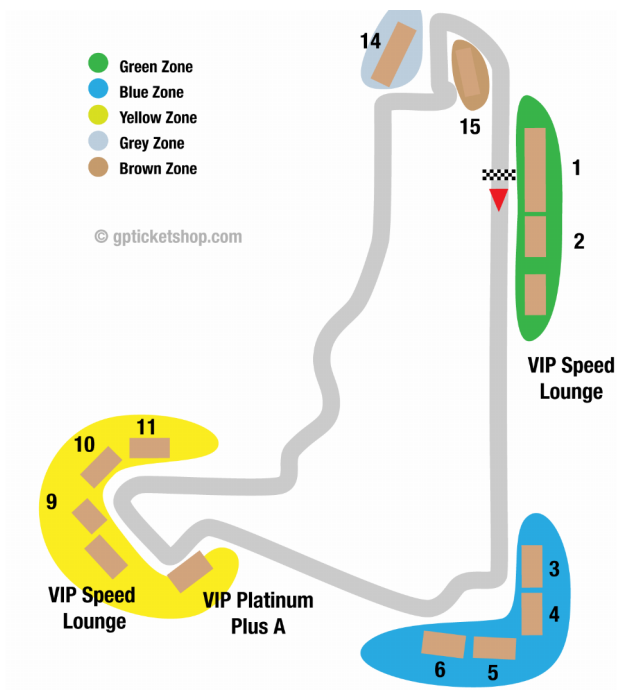 14
Green Zone
Blue Zone
Yellow Zone
Grey Zone
Brown Zone
15
1
© gpticketshop.com
2
VIP Speed
Lounge
11
10
9
3
VIP Speed
Lounge
VIP Platinum
Plus A
4
6
5